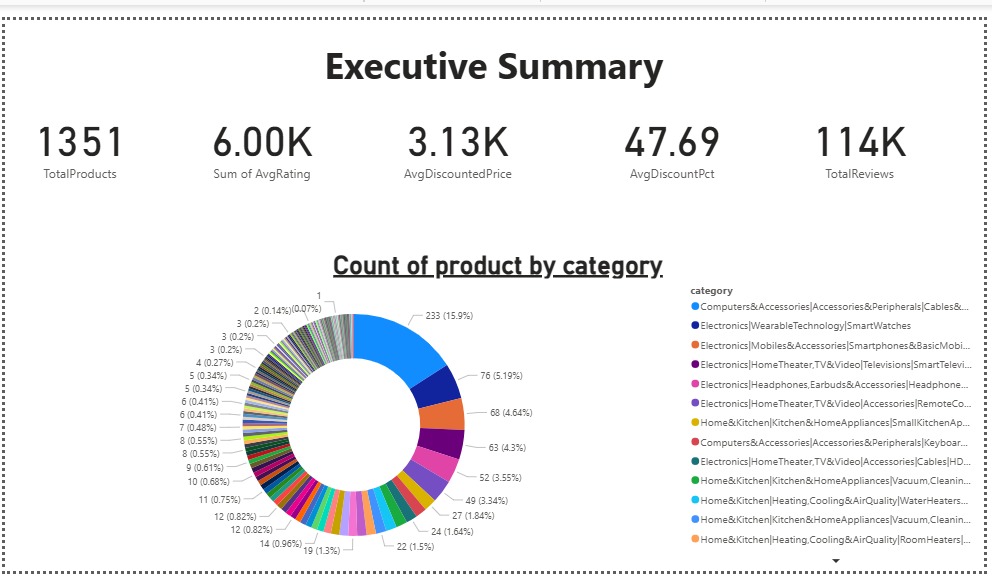 Executive Summary
1351
TotalProducts
6.00K
Sum of AvgRating
3.13K
AvgDiscountedPrice
47.69
AvgDiscountPct
114K
TotalReviews
Count of product by category
1
(0.07%)
2 (0.14%)
3 (0.2%)
3 (0.2%)
3 (0.2%)
4 (0.27%)
5 (0.34%)
5 (0.34%)
6 (0.41%)
6 (0.41%)
7 (0.48%)
8 (0.55%)
8 (0.55%)
9 (0.61%)
10 (0.68%)
11 (0.75%)
12 (0.82%)
12 (0.82%)
14 (0.96%)
19 (1.3%)
22 (1.5%)
24 (1.64%)
27 (1.84%)
49 (3.34%)
52 (3.55%)
63 (4.3%)
68 (4.64%)
76 (5.19%)
233 (15.9%)
category
Computers&Accessories|Accessories&Peripherals|Cables&...
Electronics|WearableTechnology|SmartWatches
Electronics|Mobiles&Accessories|Smartphones&BasicMobi...
Electronics|HomeTheater,TV&Video|Televisions|SmartTelevi...
Electronics|Headphones,Earbuds&Accessories|Headphone...
Electronics|HomeTheater,TV&Video|Accessories|RemoteCo...
Home&Kitchen|Kitchen&HomeAppliances|SmallKitchenAp...
Computers&Accessories|Accessories&Peripherals|Keyboar...
Electronics|HomeTheater,TV&Video|Accessories|Cables|HD...
Home&Kitchen|Kitchen&HomeAppliances|Vacuum,Cleanin...
Home&Kitchen|Heating,Cooling&AirQuality|WaterHeaters...
Home&Kitchen|Kitchen&HomeAppliances|Vacuum,Cleanin...
Home&Kitchen|Heating,Cooling&AirQuality|RoomHeaters|...